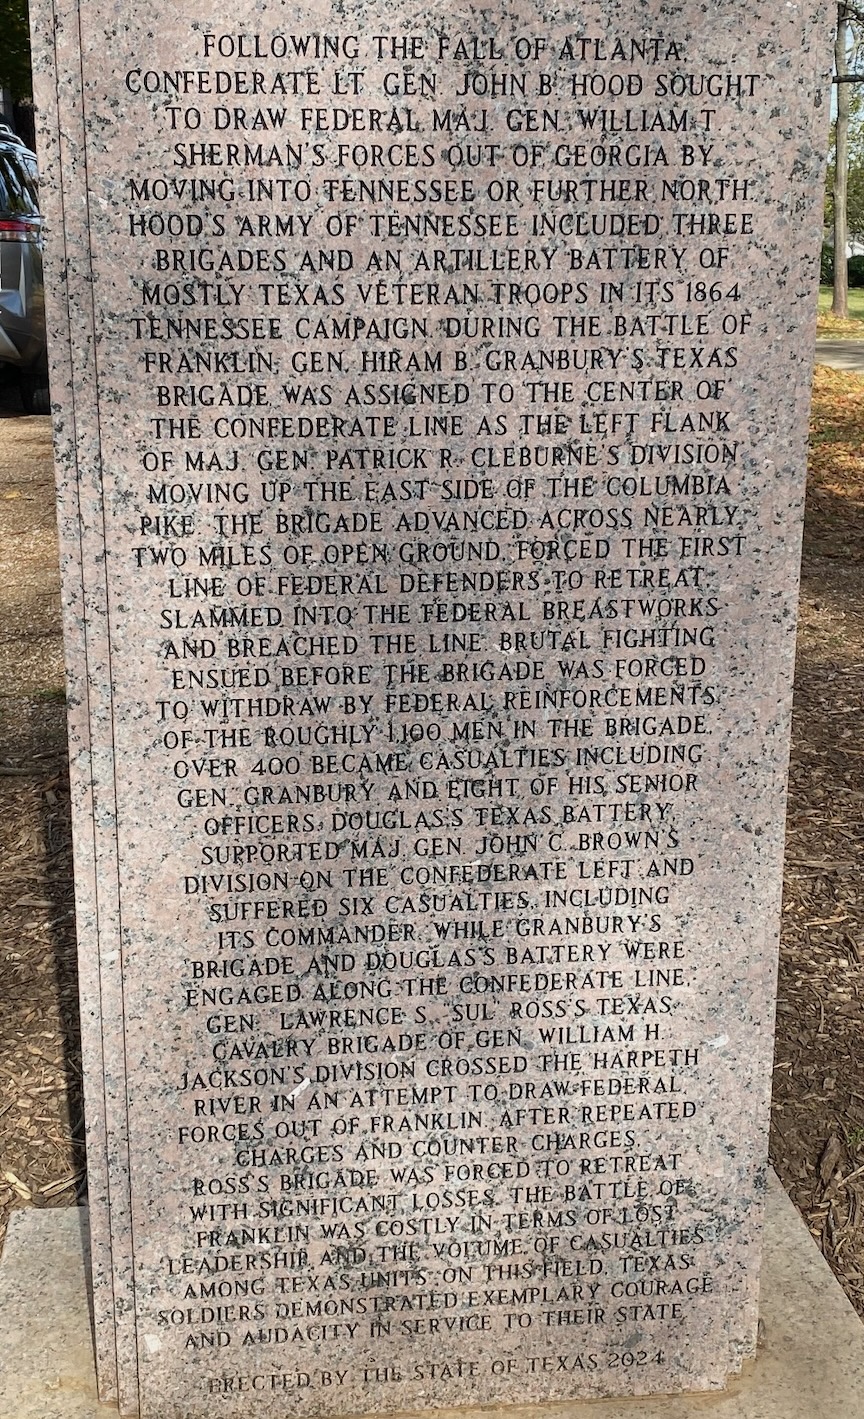 FOLLOWING THE FALL OF ATLANTA,
CONFEDERATE LT. GEN. JOHN B. HOOD SOUGHT
TO DRAW FEDERAL MAJ. GEN. WILLIAM T.
SHERMAN'S FORCES OUT OF GEORGIA BY
MOVING INTO TENNESSEE OR FURTHER NORTH.
HOOD'S ARMY OF TENNESSEE INCLUDED THREE
BRIGADES AND AN ARTILLERY BATTERY OF
MOSTLY TEXAS VETERAN TROOPS IN ITS 1864
TENNESSEE CAMPAIGN. DURING THE BATTLE OF
FRANKLIN, GEN. HIRAM B. GRANBURY'S TEXAS
BRIGADE WAS ASSIGNED TO THE CENTER OF
THE CONFEDERATE LINE AS THE LEFT FLANK
OF MAJ. GEN. PATRICK R. CLEBURNE'S DIVISION
MOVING UP THE EAST SIDE OF THE COLUMBIA
PIKE. THE BRIGADE ADVANCED ACROSS NEARLY
TWO MILES OF OPEN GROUND, FORCED THE FIRST
LINE OF FEDERAL DEFENDERS TO RETREAT,
SLAMMED INTO THE FEDERAL BREASTWORKS
AND BREACHED THE LINE. BRUTAL FIGHTING
ENSUED BEFORE THE BRIGADE WAS FORCED
TO WITHDRAW BY FEDERAL REINFORCEMENTS.
OF THE ROUGHLY 1,100 MEN IN THE BRIGADE,
OVER 400 BECAME CASUALTIES INCLUDING
GEN. GRANBURY AND EIGHT OF HIS SENIOR
OFFICERS. DOUGLAS'S TEXAS BATTERY
SUPPORTED MAJ. GEN. JOHN C. BROWN'S
DIVISION ON THE CONFEDERATE LEFT AND
SUFFERED SIX CASUALTIES, INCLUDING
ITS COMMANDER. WHILE GRANBURY'S
BRIGADE AND DOUGLAS'S BATTERY WERE
ENGAGED ALONG THE CONFEDERATE LINE,
GEN. LAWRENCE S. "SUL" ROSS'S TEXAS
CAVALRY BRIGADE OF GEN. WILLIAM H.
JACKSON'S DIVISION CROSSED THE HARPETH
RIVER IN AN ATTEMPT TO DRAW FEDERAL
FORCES OUT OF FRANKLIN. AFTER REPEATED
CHARGES AND COUNTER-CHARGES,
ROSS'S BRIGADE WAS FORCED TO RETREAT
WITH SIGNIFICANT LOSSES. THE BATTLE OF
FRANKLIN WAS COSTLY IN TERMS OF LOST
LEADERSHIP AND THE VOLUME OF CASUALTIES
AMONG TEXAS UNITS. ON THIS FIELD, TEXAS
SOLDIERS DEMONSTRATED EXEMPLARY COURAGE
AND AUDACITY IN SERVICE TO THEIR STATE.
ERECTED BY THE STATE OF TEXAS 2024